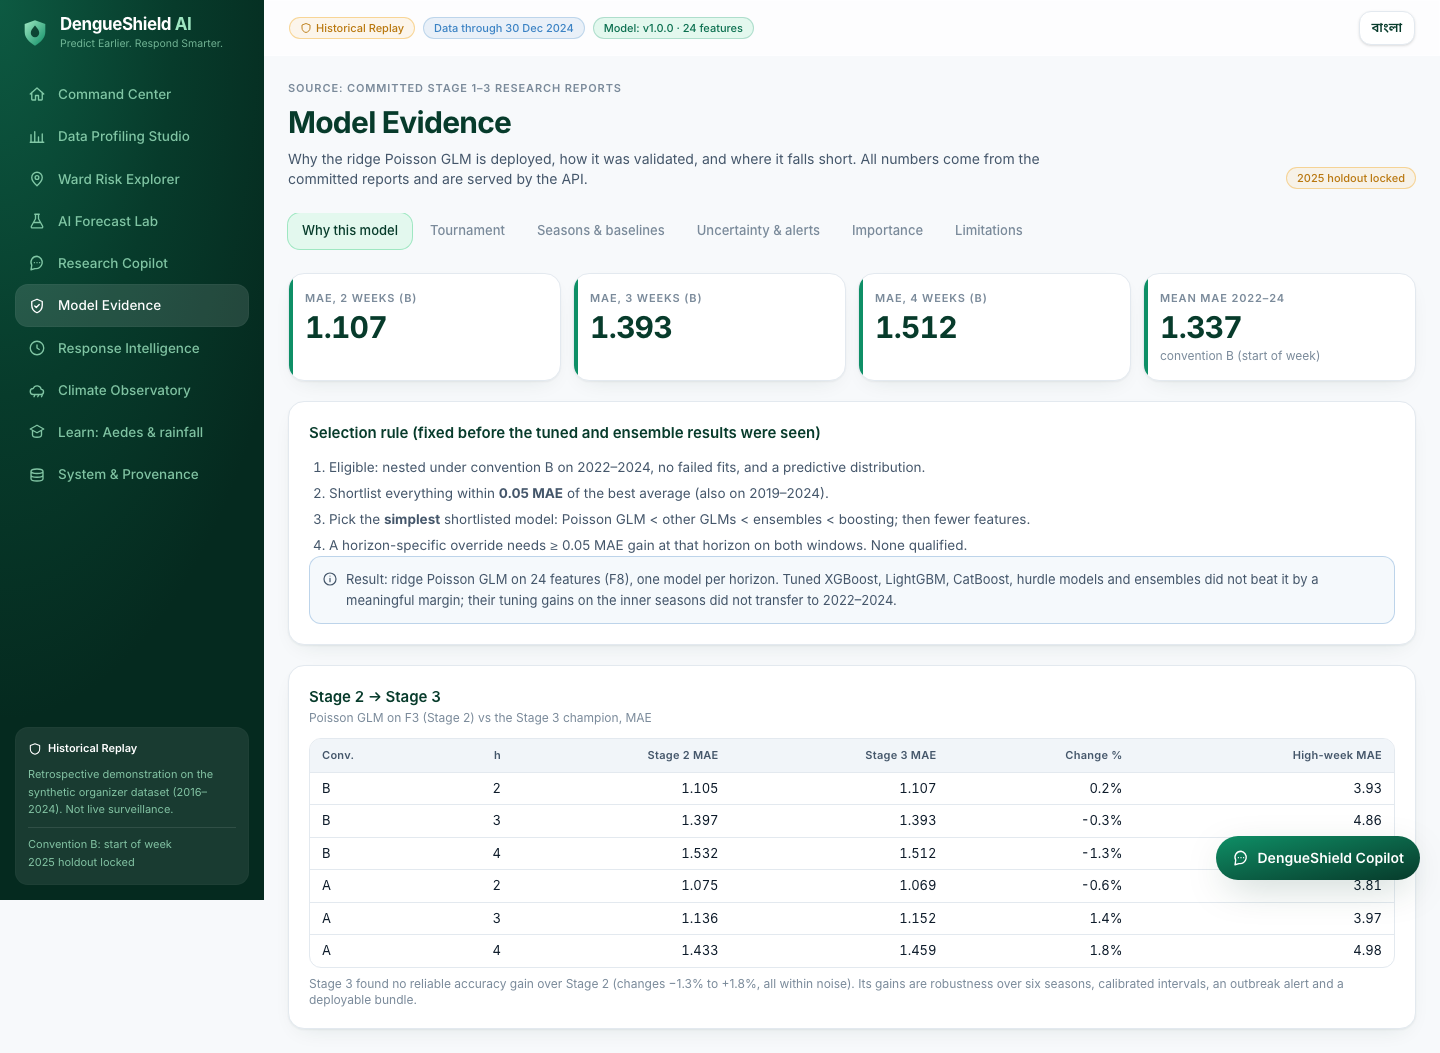 DengueShield AI
Predict Earlier. Respond Smarter.
Command Center
Data Profiling Studio
Ward Risk Explorer
AI Forecast Lab
Research Copilot
Model Evidence
Response Intelligence
Climate Observatory
Learn: Aedes & rainfall
System & Provenance
Historical Replay
Retrospective demonstration on the
synthetic organizer dataset (2016–
2024). Not live surveillance.
Convention B: start of week
2025 holdout locked
Historical Replay
Data through 30 Dec 2024
Model: v1.0.0 · 24 features
বাংলা
SOURCE: COMMITTED STAGE 1–3 RESEARCH REPORTS
Model Evidence
Why the ridge Poisson GLM is deployed, how it was validated, and where it falls short. All numbers come from the
committed reports and are served by the API.
2025 holdout locked
Why this model
Tournament
Seasons & baselines
Uncertainty & alerts
Importance
Limitations
MAE, 2 WEEKS (B)
1.107
MAE, 3 WEEKS (B)
1.393
MAE, 4 WEEKS (B)
1.512
MEAN MAE 2022–24
1.337
convention B (start of week)
Selection rule (fixed before the tuned and ensemble results were seen)
1. Eligible: nested under convention B on 2022–2024, no failed fits, and a predictive distribution.
2. Shortlist everything within 0.05 MAE of the best average (also on 2019–2024).
3. Pick the simplest shortlisted model: Poisson GLM < other GLMs < ensembles < boosting; then fewer features.
4. A horizon-specific override needs ≥ 0.05 MAE gain at that horizon on both windows. None qualified.
Result: ridge Poisson GLM on 24 features (F8), one model per horizon. Tuned XGBoost, LightGBM, CatBoost, hurdle models and ensembles did not beat it by a
meaningful margin; their tuning gains on the inner seasons did not transfer to 2022–2024.
Stage 2 → Stage 3
Poisson GLM on F3 (Stage 2) vs the Stage 3 champion, MAE
Conv. h Stage 2 MAE Stage 3 MAE Change % High-week MAE
B 2 1.105 1.107 0.2% 3.93
B 3 1.397 1.393 -0.3% 4.86
B 4 1.532 1.512 -1.3%
DengueShield Copilot
A 2 1.075 1.069 -0.6% 3.81
A 3 1.136 1.152 1.4% 3.97
A 4 1.433 1.459 1.8% 4.98
Stage 3 found no reliable accuracy gain over Stage 2 (changes −1.3% to +1.8%, all within noise). Its gains are robustness over six seasons, calibrated intervals, an outbreak alert and a
deployable bundle.